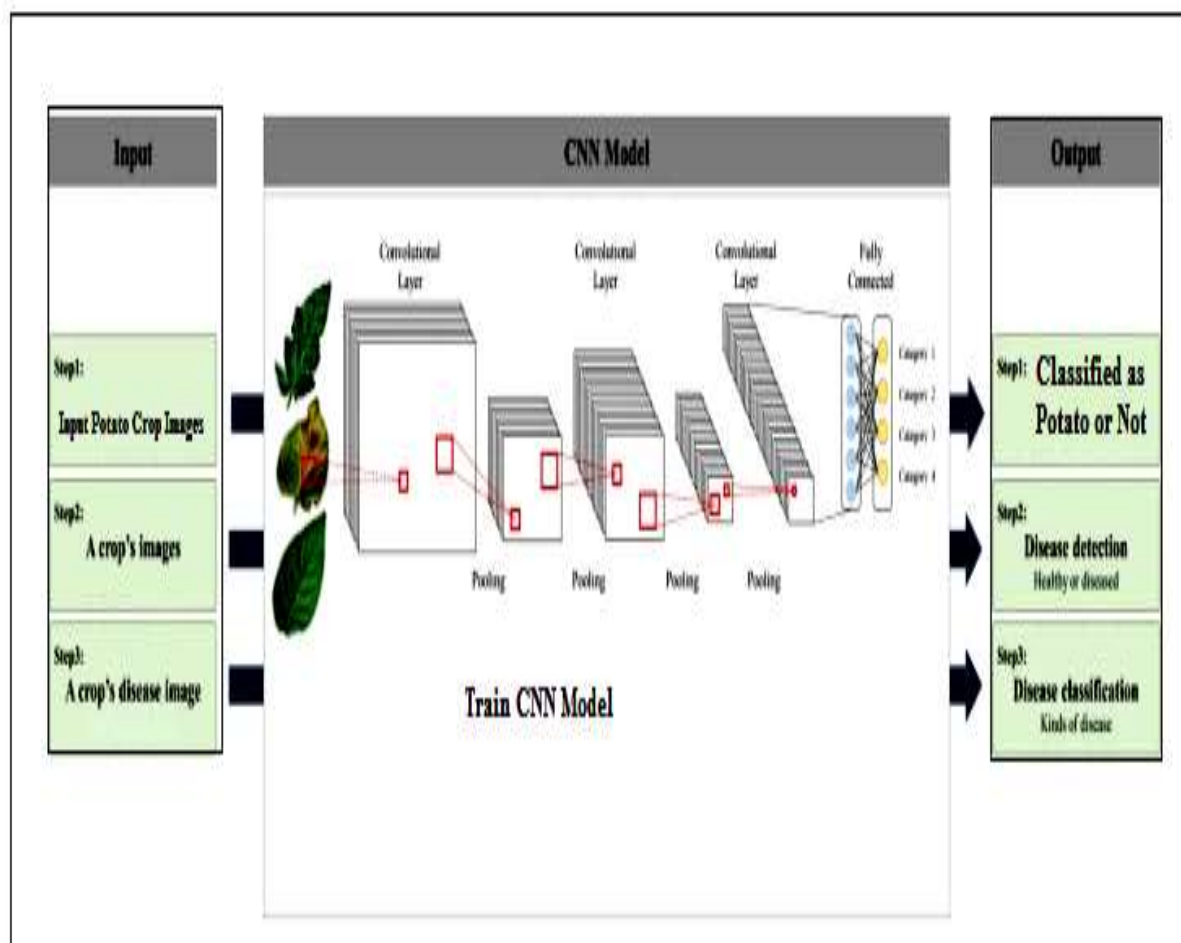 Input
Step1:
Input Potato Crop Images
Step2:
A crop's images
Step3:
A crop's disease image
CNN Model
Convolutional
Layer
Convolutional
Layer
Convolutional
Layer
Fully
Connected
Category 1
Category 2
Category 3
Category 4
Pooling
Pooling
Pooling
Pooling
Train CNN Model
Output
Step1: Classified as
Potato or Not
Step2:
Disease detection
Healthy or diseased
Step3:
Disease classification
Kinds of disease